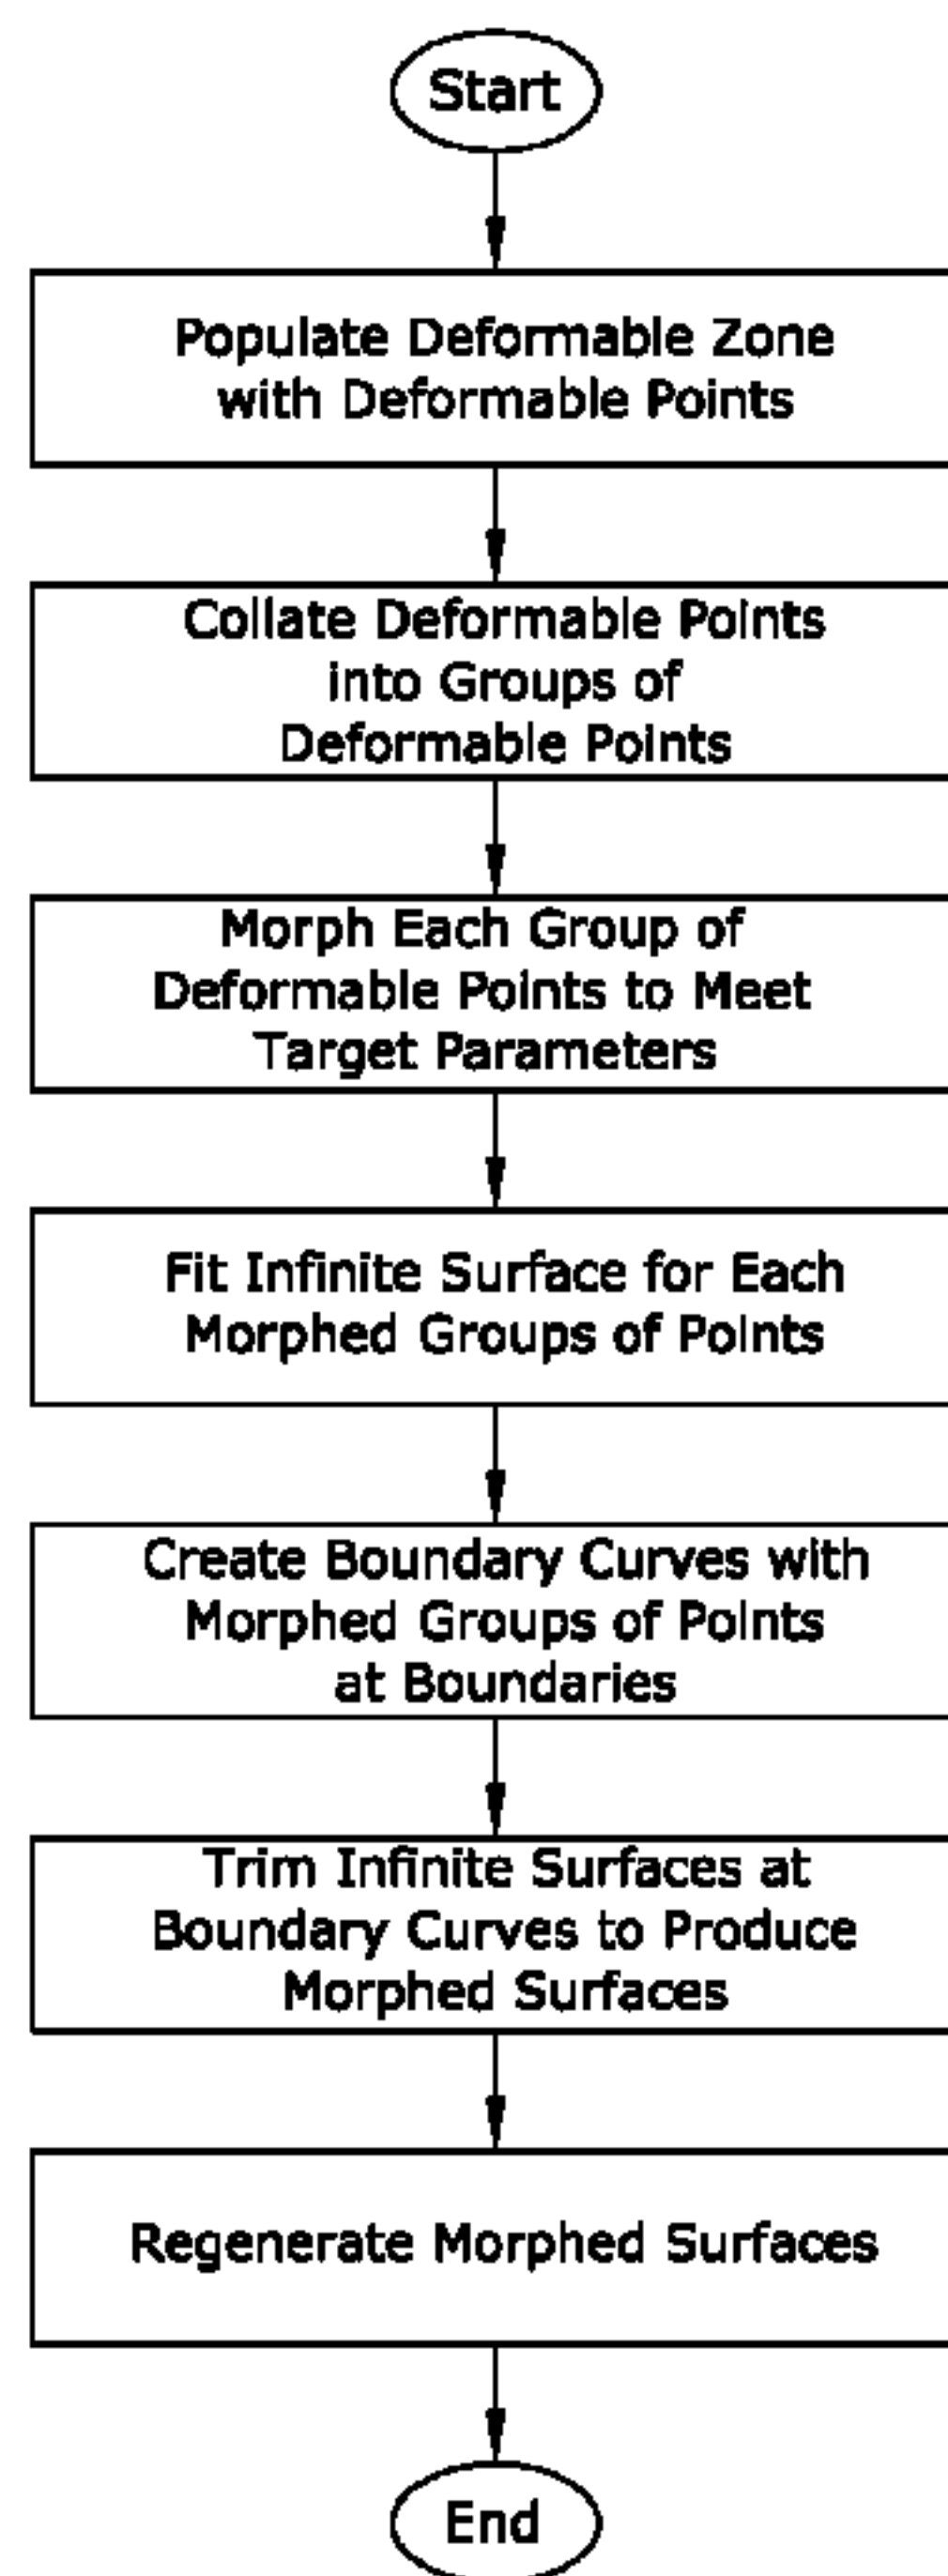 Start
Populate Deformable Zone
with Deformable Points
Collate Deformable Points
into Groups of
Deformable Points
Morph Each Group of
Deformable Points to Meet
Target Parameters
Fit Infinite Surface for Each
Morphed Groups of Points
Create Boundary Curves with
Morphed Groups of Points
at Boundaries
Trim Infinite Surfaces at
Boundary Curves to Produce
Morphed Surfaces
Regenerate Morphed Surfaces
End